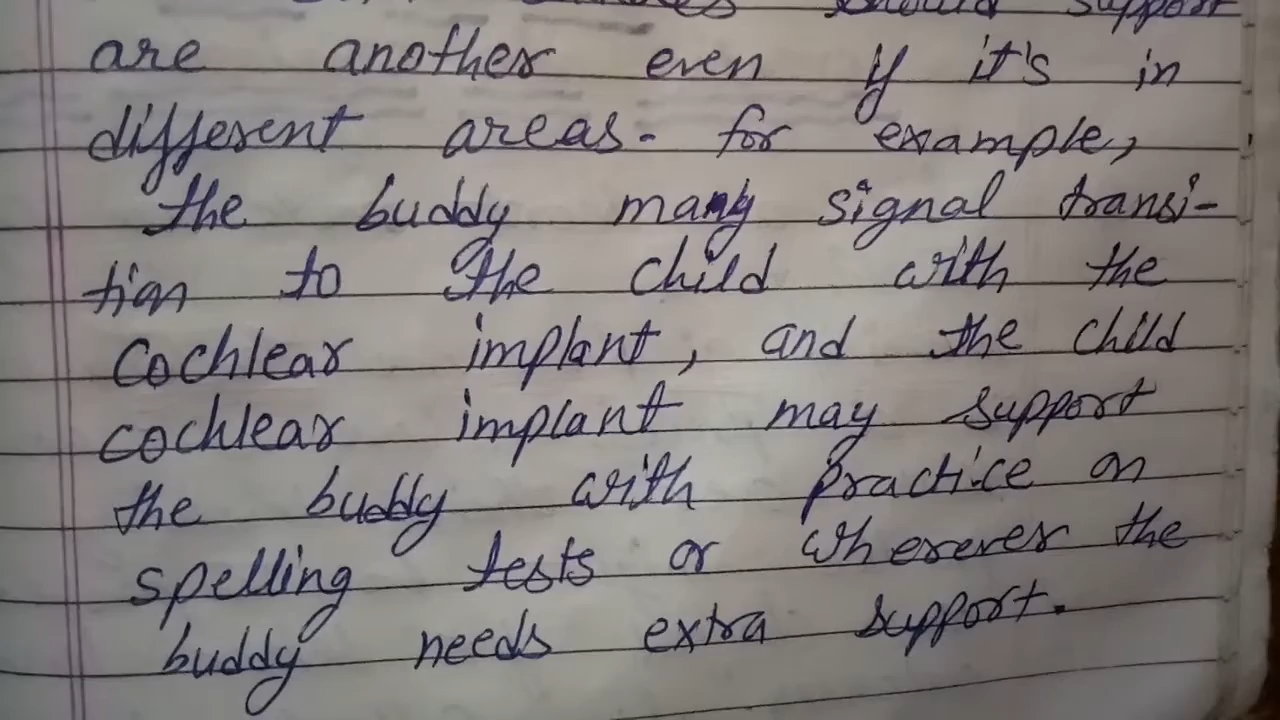 should support
are another even if it's in
different areas. for example,
the buddy many signal transi-
tion to the child with the
cochlear implant, and the child
cochlear implant may support
the buddy with practice on
spelling tests or wherever the
buddy needs extra support.